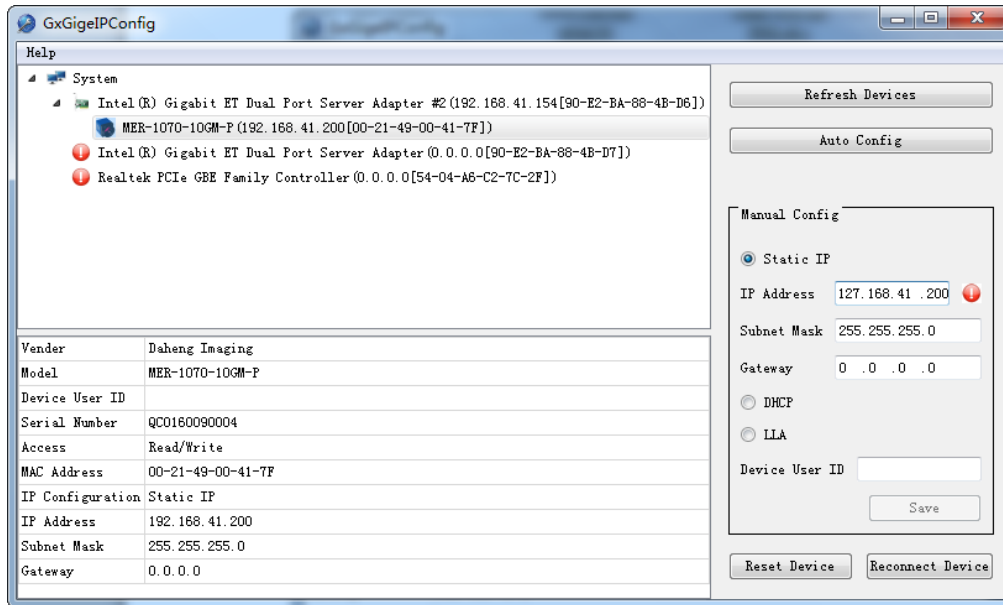 GxGigeIPConfig
Help
System
Intel(R) Gigabit ET Dual Port Server Adapter #2(192.168.41.154[90-E2-BA-88-4B-D6])
MER-1070-10GM-P(192.168.41.200[00-21-49-00-41-7F])
Intel(R) Gigabit ET Dual Port Server Adapter(0.0.0.0[90-E2-BA-88-4B-D7])
Realtek PCIe GBE Family Controller(0.0.0.0[54-04-A6-C2-7C-2F])
Vender Daheng Imaging
Model MER-1070-10GM-P
Device User ID
Serial Number QC0160090004
Access Read/Write
MAC Address 00-21-49-00-41-7F
IP Configuration Static IP
IP Address 192.168.41.200
Subnet Mask 255.255.255.0
Gateway 0.0.0.0
Refresh Devices
Auto Config
Manual Config
Static IP
IP Address 127.168.41 .200
Subnet Mask 255.255.255.0
Gateway 0 .0 .0 .0
DHCP
LLA
Device User ID
Save
Reset Device Reconnect Device